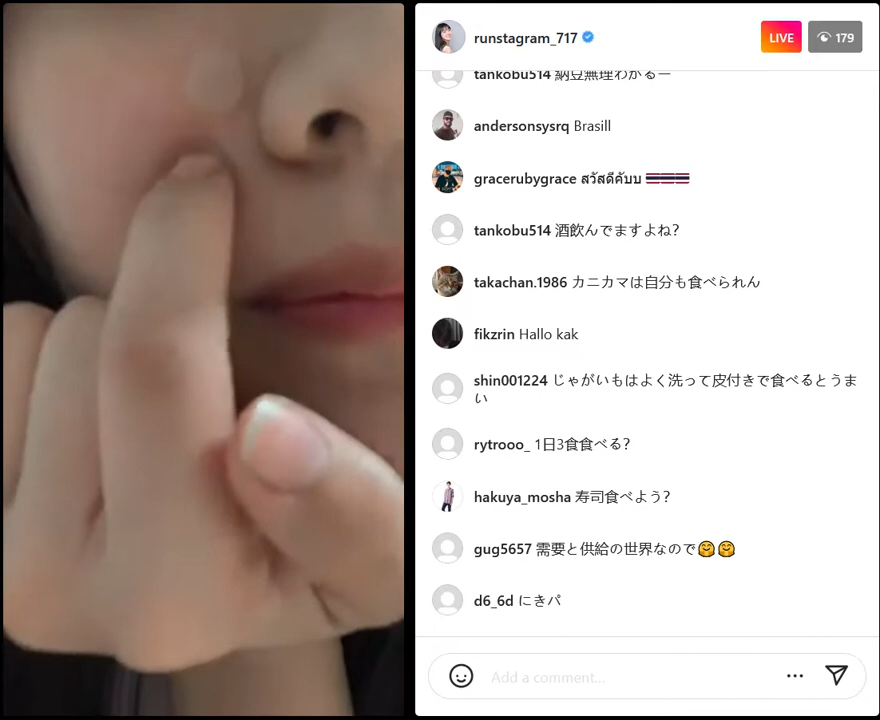 runstagram_717
LIVE
179
tankobu514 納豆無理わかるー
andersonsysrq Brasill
gracerubygrace สวัสดีคับบ 🇹🇭🇹🇭🇹🇭
tankobu514 酒飲んでますよね?
takachan.1986 カニカマは自分も食べられん
fikzrin Hallo kak
shin001224 じゃがいもはよく洗って皮付きで食べるとうま
い
rytrooo_ 1日3食食べる?
hakuya_mosha 寿司食べよう?
gug5657 需要と供給の世界なので🤗🤗
d6_6d にきパ
Add a comment...